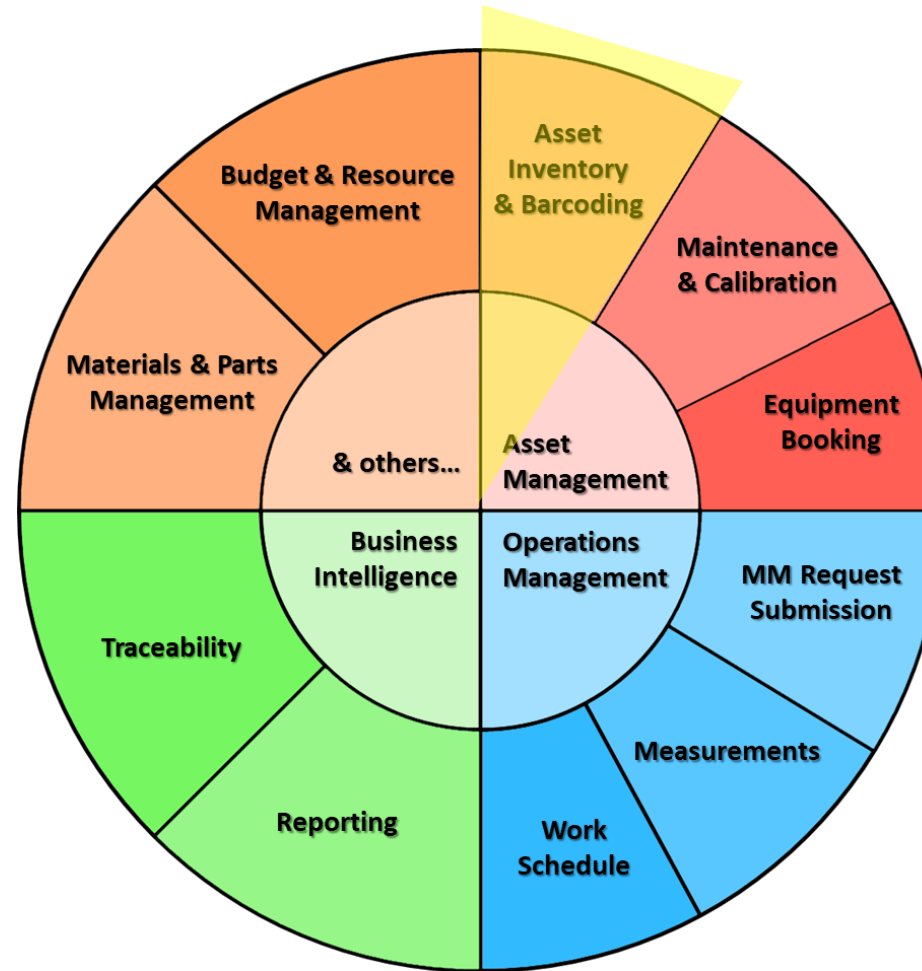 Asset
Inventory
& Barcoding
Budget & Resource
Management
Maintenance
& Calibration
Materials & Parts
Management
Equipment
Booking
& others...
Asset
Management
Business
Intelligence
Operations
Management
MM Request
Submission
Traceability
Measurements
Reporting
Work
Schedule